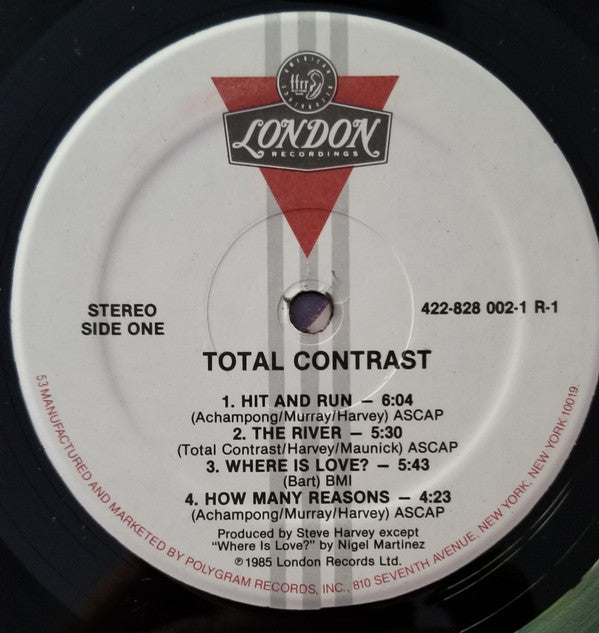 ffrr
LONDON
RECORDINGS
STEREO
SIDE ONE
422-828 002-1 R-1
TOTAL CONTRAST
1. HIT AND RUN — 6:04
(Achampong/Murray/Harvey) ASCAP
2. THE RIVER — 5:30
(Total Contrast/Harvey/Maunick) ASCAP
3. WHERE IS LOVE? — 5:43
(Bart) BMI
4. HOW MANY REASONS — 4:23
(Achampong/Murray/Harvey) ASCAP
Produced by Steve Harvey except
"Where Is Love?" by Nigel Martinez
℗ 1985 London Records Ltd.
53 MANUFACTURED AND MARKETED BY POLYGRAM RECORDS, INC., 810 SEVENTH AVENUE, NEW YORK, NEW YORK 10019.